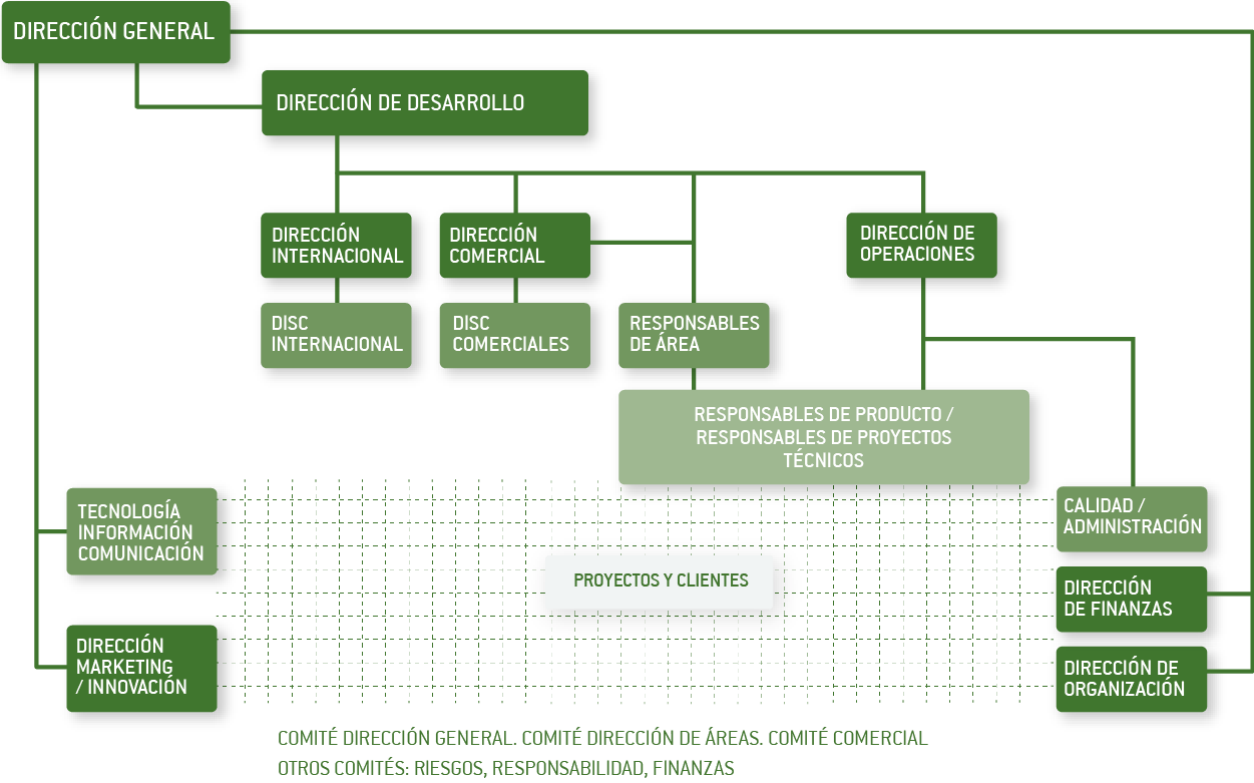 DIRECCIÓN GENERAL
DIRECCIÓN DE DESARROLLO
DIRECCIÓN
INTERNACIONAL
DIRECCIÓN
COMERCIAL
DIRECCIÓN DE
OPERACIONES
DISC
INTERNACIONAL
DISC
COMERCIALES
RESPONSABLES
DE ÁREA
RESPONSABLES DE PRODUCTO /
RESPONSABLES DE PROYECTOS
TÉCNICOS
TECNOLOGÍA
INFORMACIÓN
COMUNICACIÓN
CALIDAD /
ADMINISTRACIÓN
PROYECTOS Y CLIENTES
DIRECCIÓN
DE FINANZAS
DIRECCIÓN
MARKETING
/ INNOVACIÓN
DIRECCIÓN DE
ORGANIZACIÓN
COMITÉ DIRECCIÓN GENERAL. COMITÉ DIRECCIÓN DE ÁREAS. COMITÉ COMERCIAL
OTROS COMITÉS: RIESGOS, RESPONSABILIDAD, FINANZAS